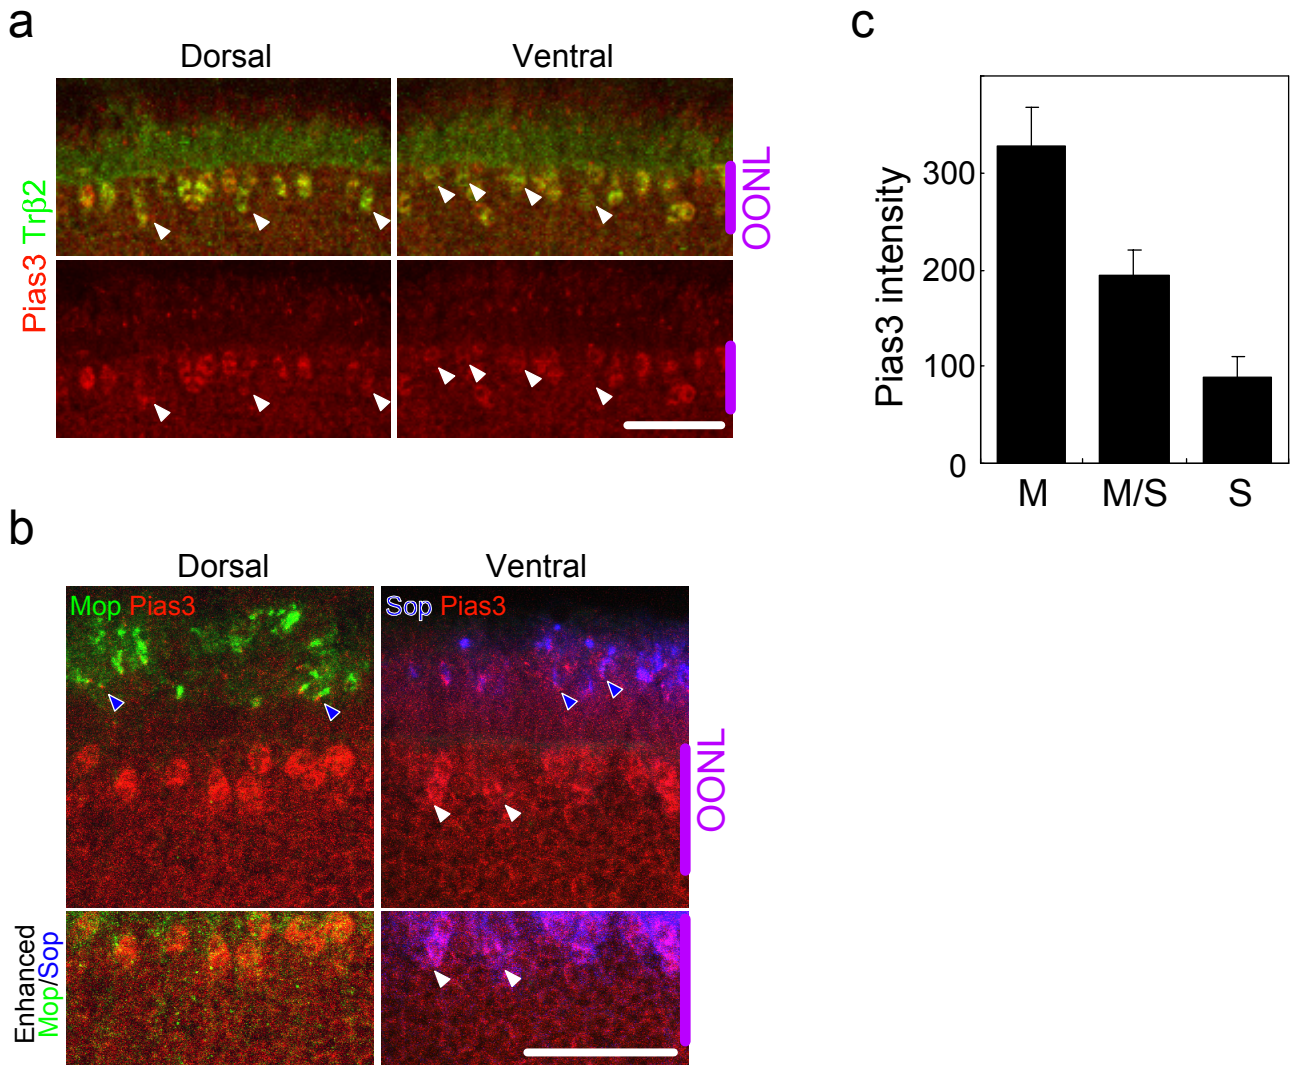 a
Dorsal
Ventral
Pias3 Trβ2
OONL
c
Pias3 intensity
300
200
100
0
M
M/S
S
b
Dorsal
Ventral
Mop Pias3
Sop Pias3
OONL
Enhanced
Mop/Sop